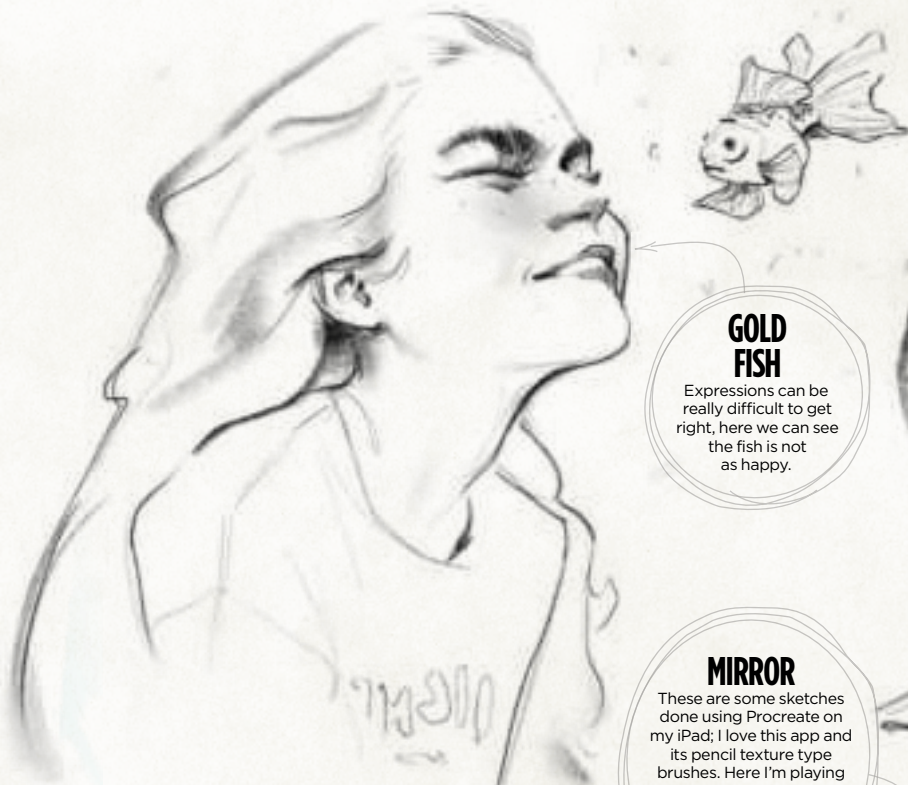 GOLD
FISH
Expressions can be
really difficult to get
right, here we can see
the fish is not
as happy.
MIRROR
These are some sketches
done using Procreate on
my iPad; I love this app and
its pencil texture type
brushes. Here I'm playing